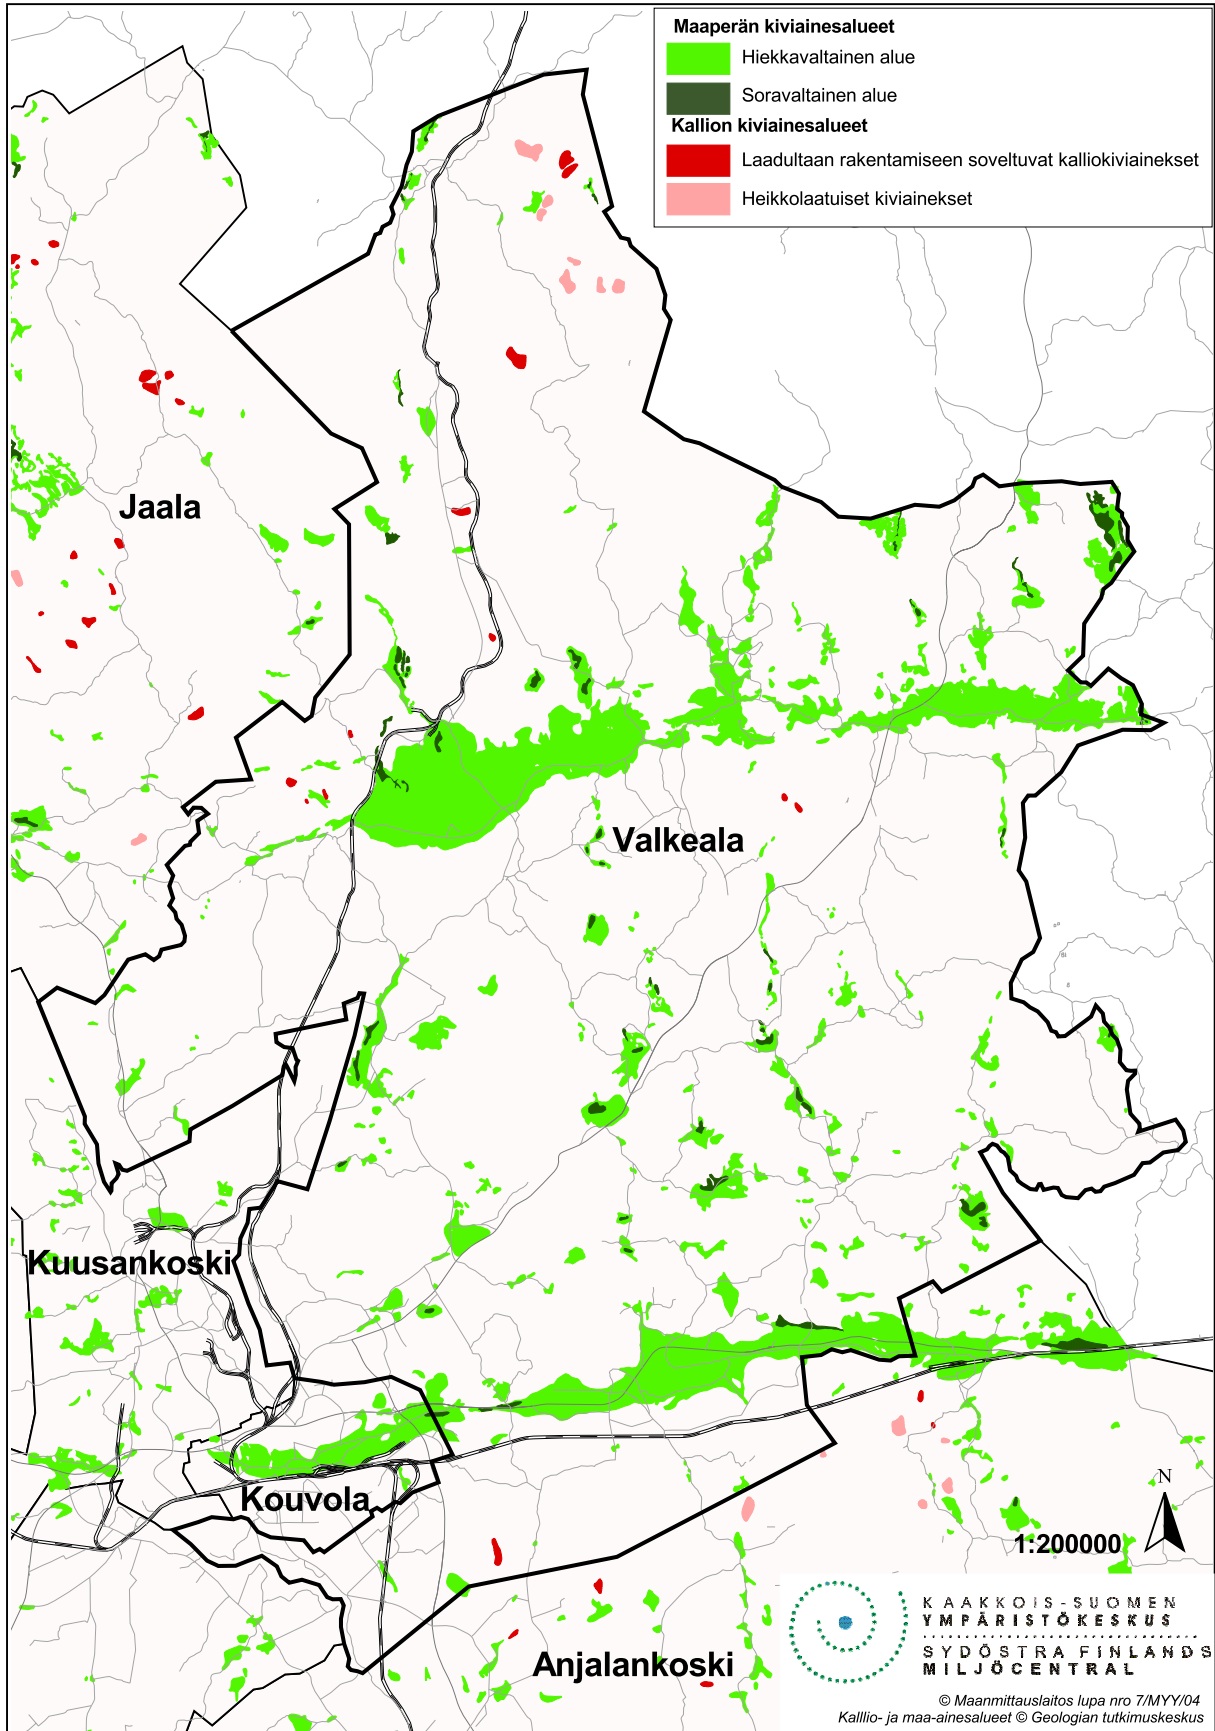 Maaperän kiviainesalueet
Hiekkavaltainen alue
Soravaltainen alue
Kallion kiviainesalueet
Laadultaan rakentamiseen soveltuvat kalliokiviainekset
Heikkolaatuiset kiviainekset
Jaala
Valkeala
Kuusankoski
Kouvola
Anjalankoski
N
1:200000
KAAKKOIS-SUOMEN
YMPÄRISTÖKESKUS
SYDÖSTRA FINLANDS
MILJÖCENTRAL
© Maanmittauslaitos lupa nro 7/MYY/04
Kalllio- ja maa-ainesalueet © Geologian tutkimuskeskus